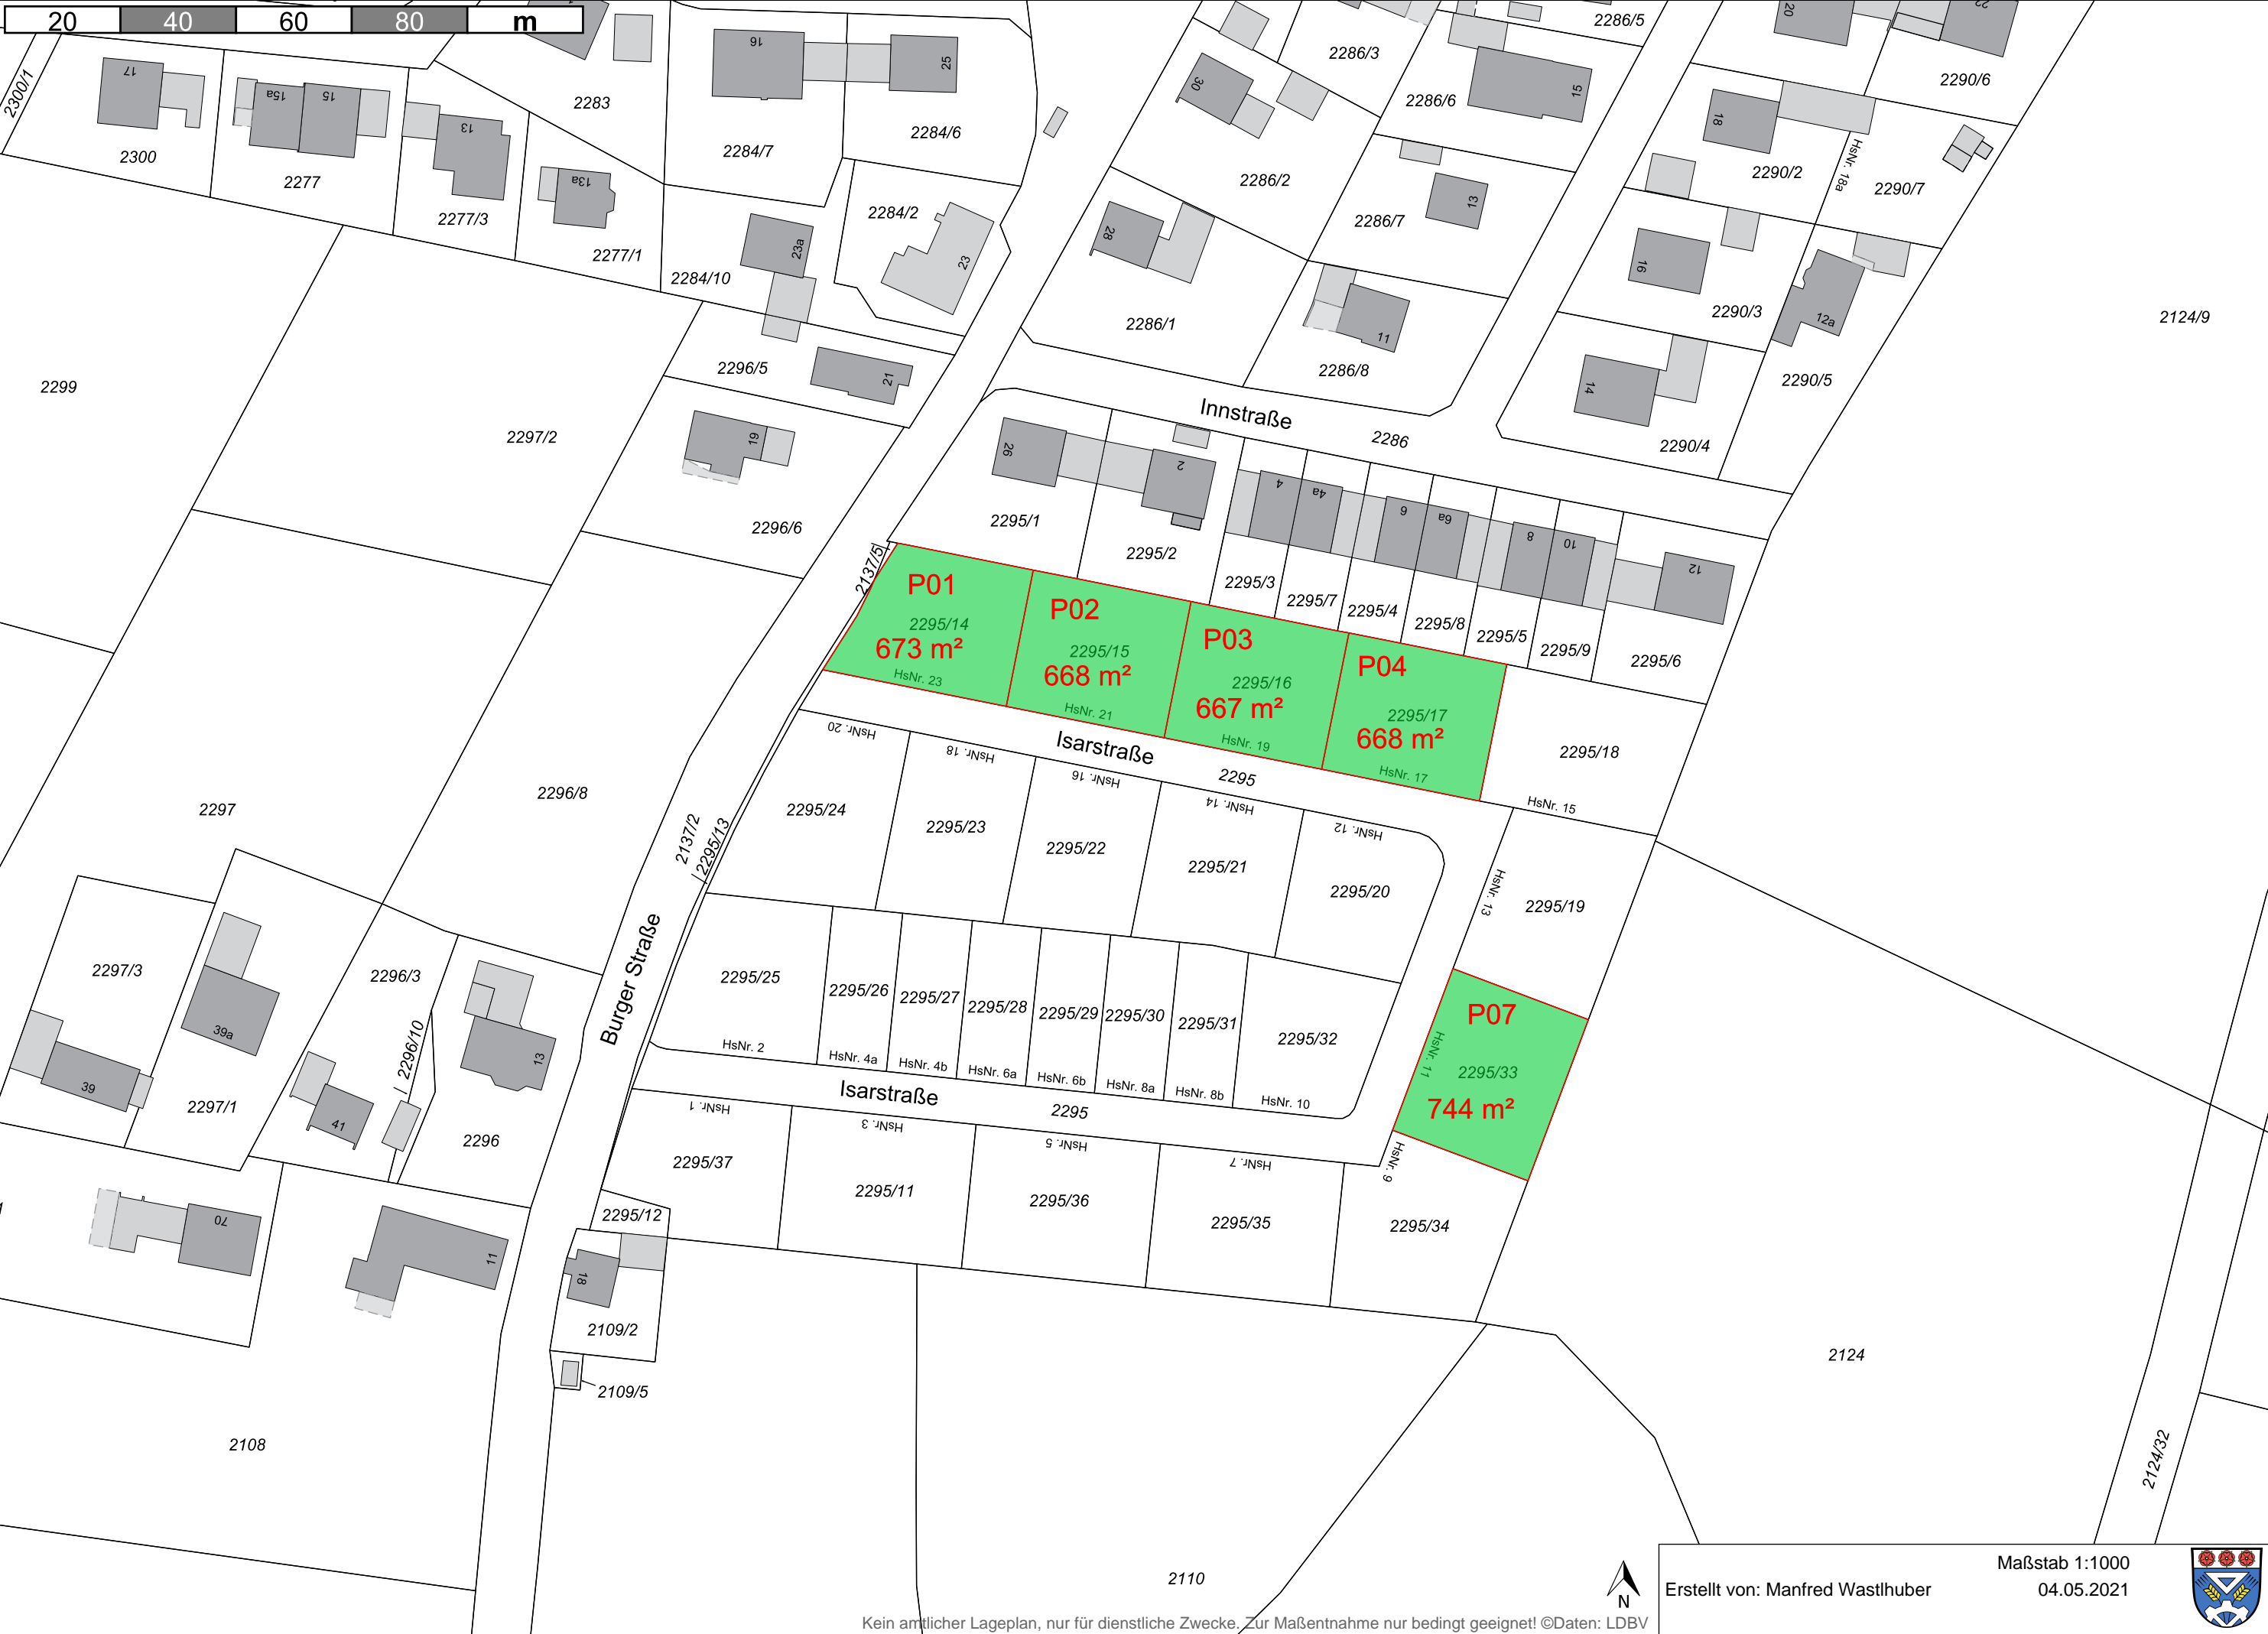 20 40 60 80 m
2286/5
20
22
2300/1
17
15a
15
13
2283
16
25
2286/3
30
2286/6
15
2290/6
18
2300
2277
13a
2277/3
2277/1
2284/7
2284/6
2286/2
2286/7
13
2290/2
HsNr. 18a
2290/7
2284/2
23a
23
28
2284/10
16
2290/3
12a
2124/9
2286/1
11
2286/8
2299
2296/5
21
14
2290/5
2290/4
Innstraße
2286
2297/2
19
26
2
4
4a
6
6a
8
10
12
2296/6
2295/1
2295/2
2295/3
2295/7
2295/4
2295/8
2295/5
2295/9
2295/6
2137/5
P01
2295/14
673 m²
HsNr. 23
P02
2295/15
668 m²
HsNr. 21
P03
2295/16
667 m²
HsNr. 19
P04
2295/17
668 m²
HsNr. 17
2295/18
HsNr. 15
Isarstraße
2295
HsNr. 20
HsNr. 18
HsNr. 16
HsNr. 14
HsNr. 12
2297
2296/8
2295/24
2295/23
2295/22
2295/21
2295/20
2137/2
2295/13
HsNr. 13
2295/19
Burger Straße
2297/3
39a
39
2297/1
2296/3
2296/10
41
13
2296
2295/25
2295/26
2295/27
2295/28
2295/29
2295/30
2295/31
2295/32
HsNr. 2
HsNr. 4a
HsNr. 4b
HsNr. 6a
HsNr. 6b
HsNr. 8a
HsNr. 8b
HsNr. 10
P07
HsNr. 11
2295/33
744 m²
Isarstraße
2295
HsNr. 1
HsNr. 3
HsNr. 5
HsNr. 7
HsNr. 9
2295/37
2295/11
2295/36
2295/35
2295/34
70
11
2295/12
18
2109/2
2109/5
2108
2124
2124/32
2110
N
Maßstab 1:1000
Erstellt von: Manfred Wastlhuber 04.05.2021
Kein amtlicher Lageplan, nur für dienstliche Zwecke. Zur Maßentnahme nur bedingt geeignet! ©Daten: LDBV